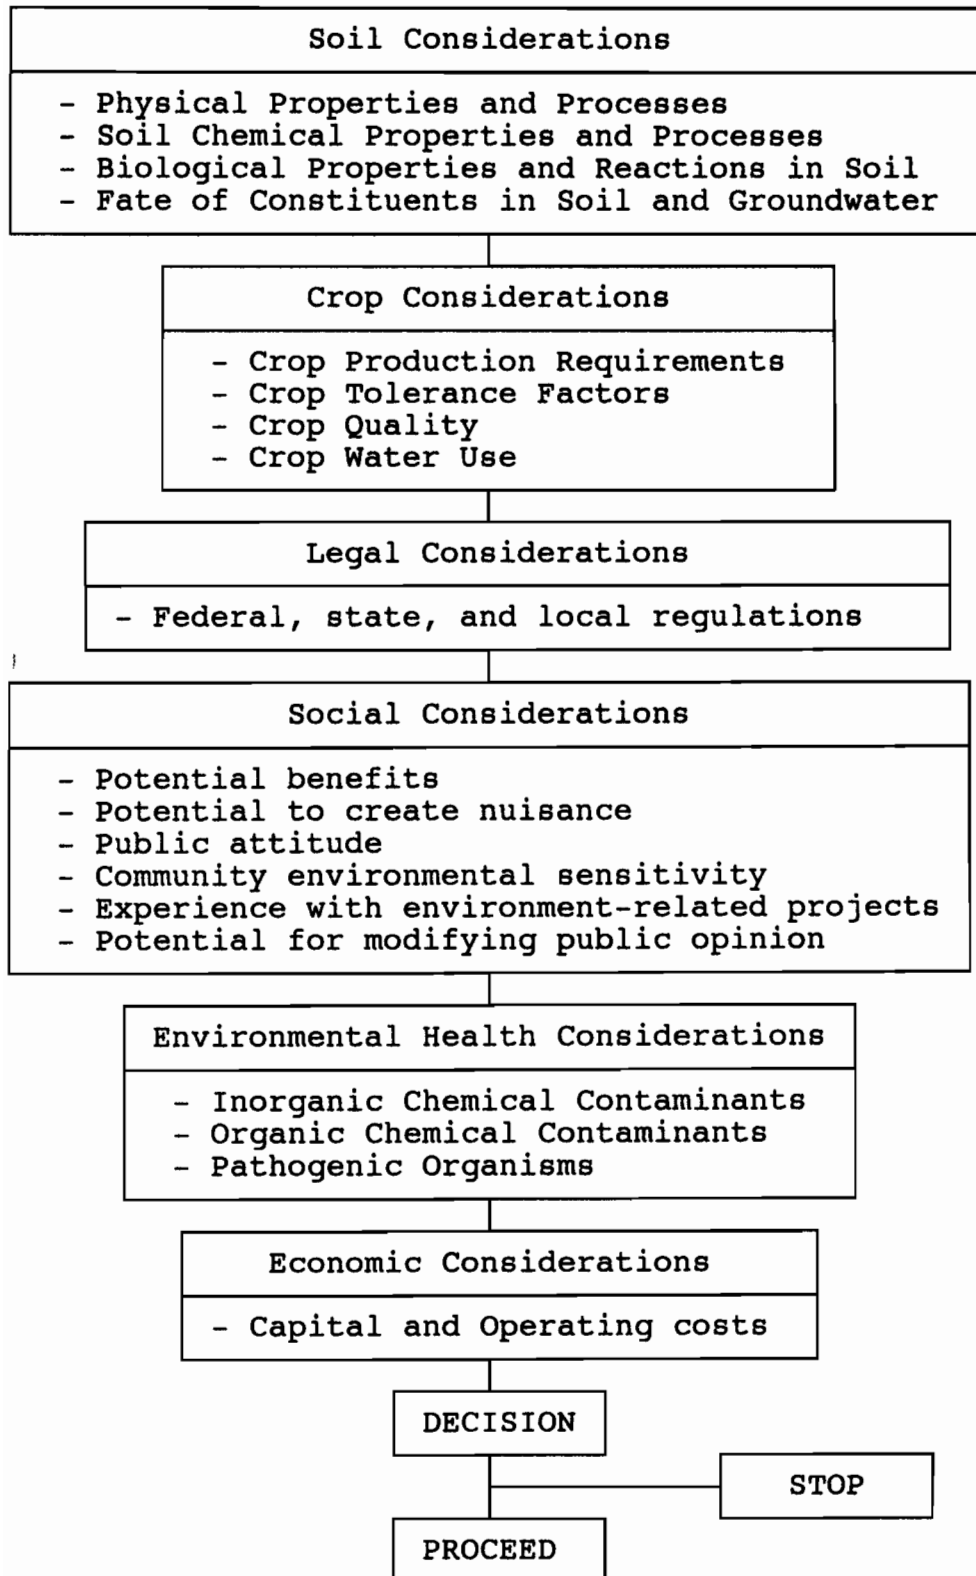 Soil Considerations
- Physical Properties and Processes
- Soil Chemical Properties and Processes
- Biological Properties and Reactions in Soil
- Fate of Constituents in Soil and Groundwater
Crop Considerations
- Crop Production Requirements
- Crop Tolerance Factors
- Crop Quality
- Crop Water Use
Legal Considerations
- Federal, state, and local regulations
Social Considerations
- Potential benefits
- Potential to create nuisance
- Public attitude
- Community environmental sensitivity
- Experience with environment-related projects
- Potential for modifying public opinion
Environmental Health Considerations
- Inorganic Chemical Contaminants
- Organic Chemical Contaminants
- Pathogenic Organisms
Economic Considerations
- Capital and Operating costs
DECISION
STOP
PROCEED